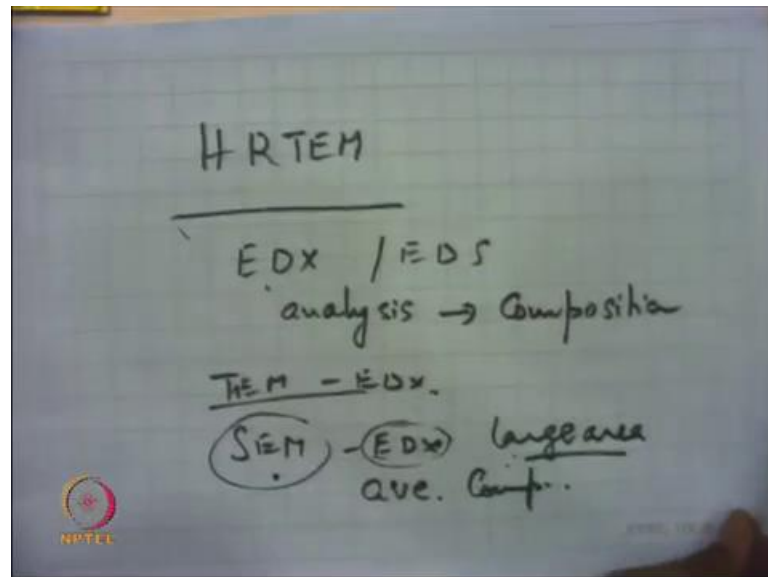 HRTEM
EDX / EDS
analysis → Composition
TEM - EDX.
SEM - EDX large area
ave. Comp.
NPTEL